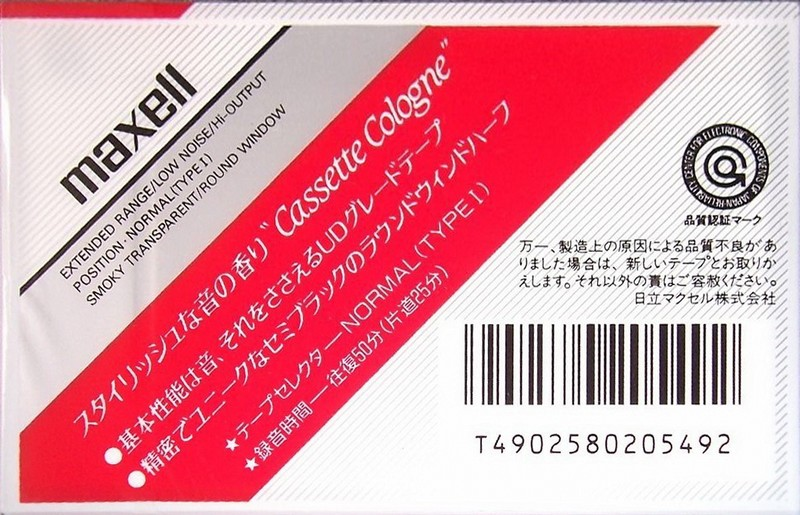 maxell
EXTENDED RANGE/LOW NOISE/Hi-OUTPUT
POSITION・NORMAL(TYPE I)
SMOKY TRANSPARENT/ROUND WINDOW
スタイリッシュな音の香り"Cassette Cologne"
●基本性能は音、それをささえるUDグレードテープ
●精密でユニークなセミブラックのラウンドウィンドハーフ
★テープセレクター─NORMAL(TYPE I)
★録音時間─往復50分(片道25分)
CENTER FOR ELECTRONIC COMPONENTS OF JAPAN-RELIABILITY
品質認証マーク
万一、製造上の原因による品質不良があ
りました場合は、新しいテープとお取りか
えします。それ以外の責はご容赦ください。
日立マクセル株式会社
T4902580205492